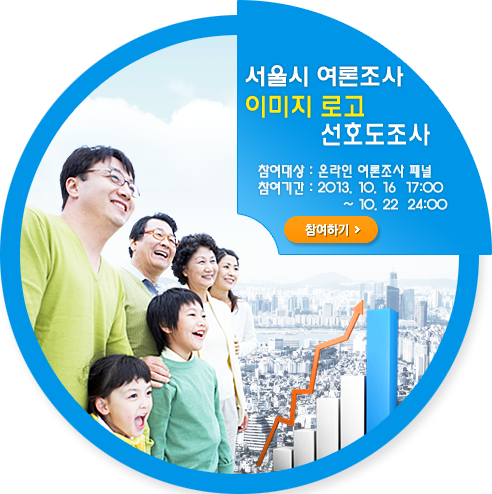 서울시 여론조사
이미지 로고
선호도조사
참여대상 : 온라인 여론조사 패널
참여기간 : 2013. 10. 16 17:00
~ 10. 22 24:00
참여하기 >